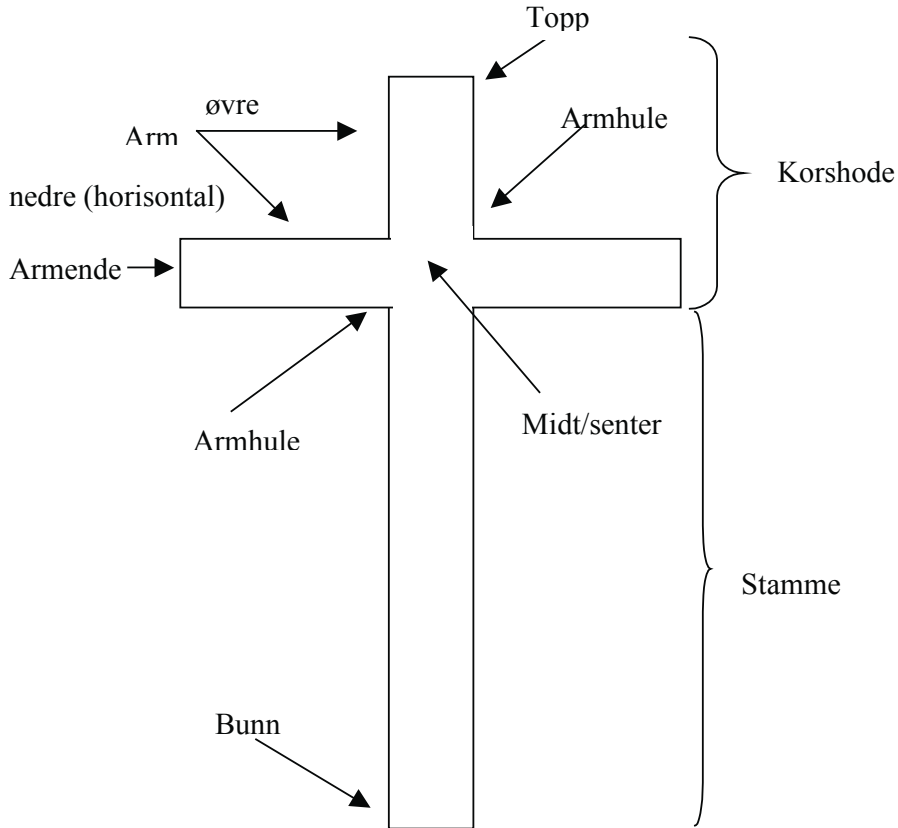 Topp
øvre
Arm
Armhule
Korshode
nedre (horisontal)
Armende
Midt/senter
Armhule
Stamme
Bunn